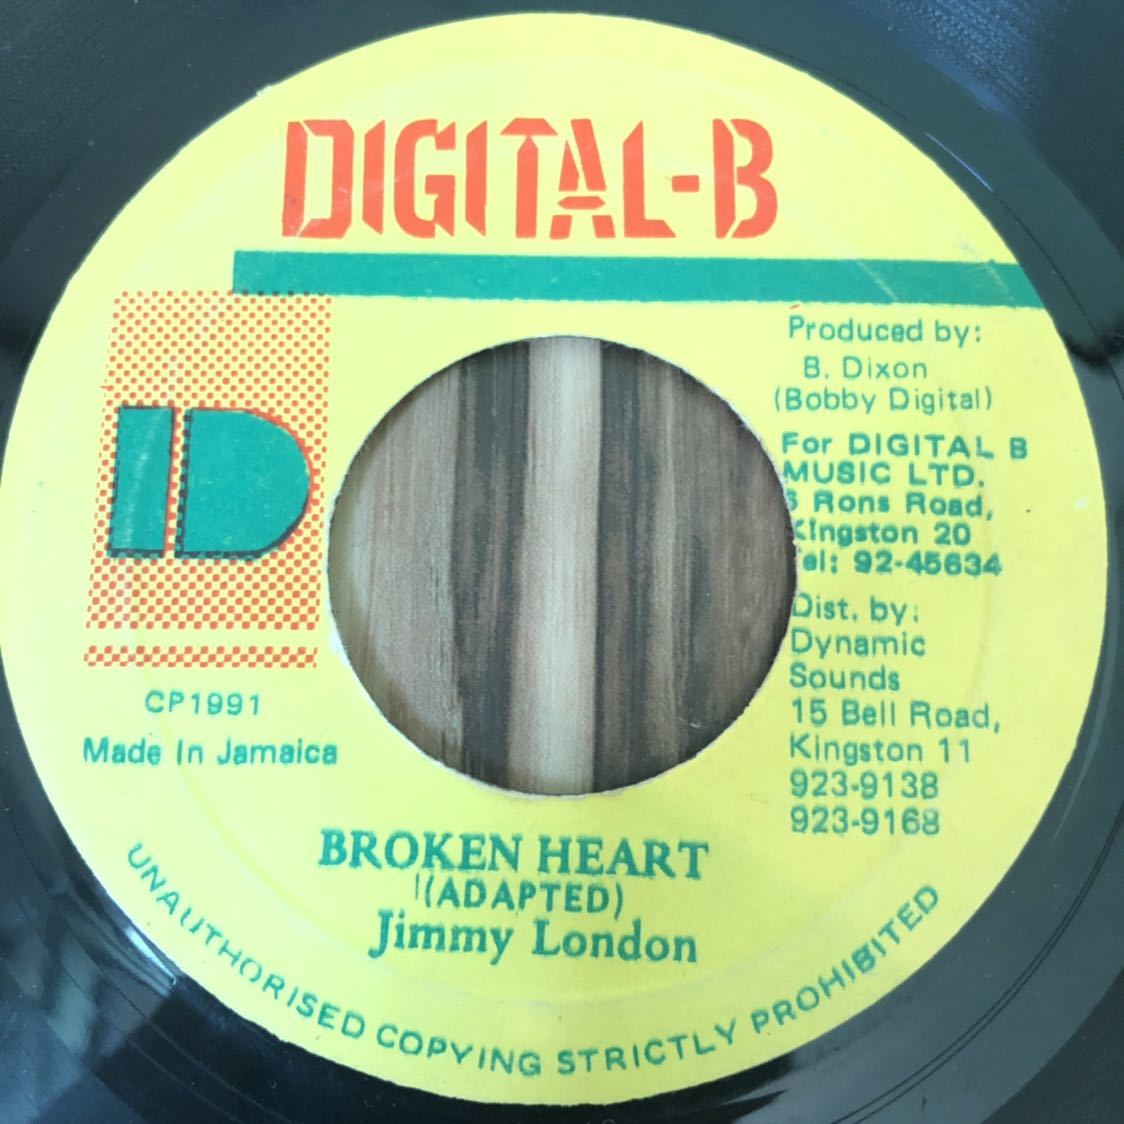 DIGITAL-B
Produced by:
B. Dixon
(Bobby Digital)
For DIGITAL B
MUSIC LTD.
Rons Road,
Kingston 20
Tel: 92-45634
Dist. by:
Dynamic
Sounds
15 Bell Road,
Kingston 11
923-9138
923-9168
D
CP1991
Made In Jamaica
BROKEN HEART
(ADAPTED)
Jimmy London
UNAUTHORISED COPYING STRICTLY PROHIBITED